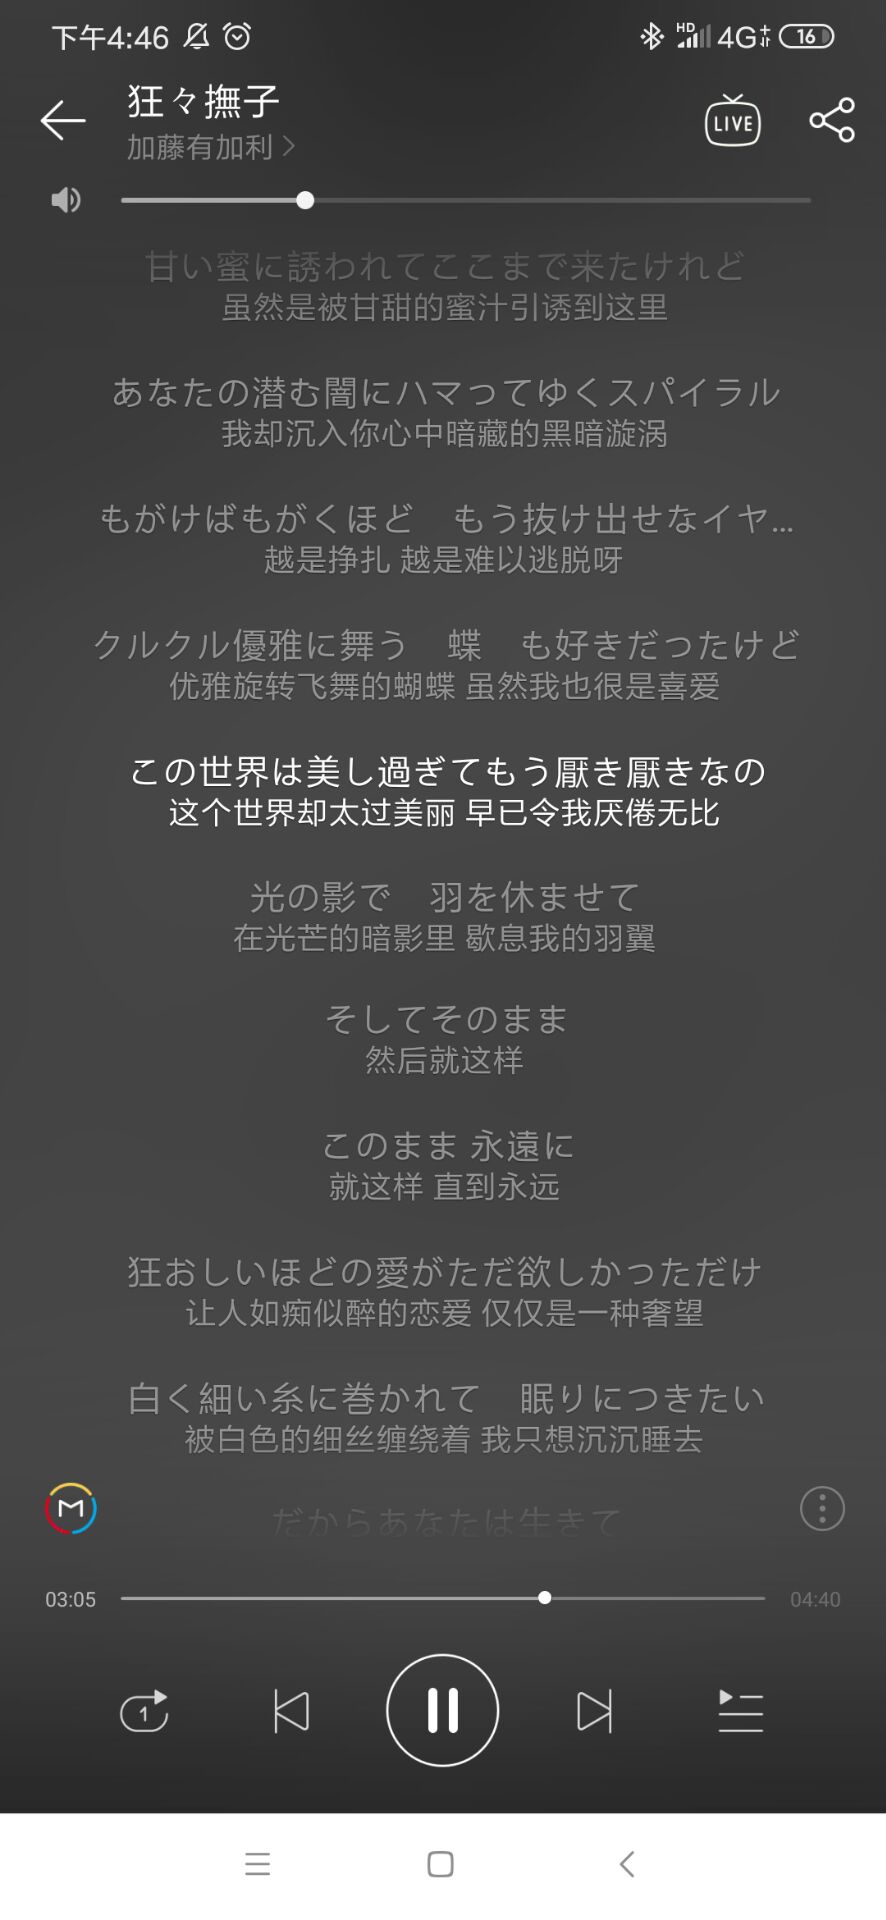 下午4:46
HD 4G 16
狂々撫子
加藤有加利
LIVE
甘い蜜に誘われてここまで来たけれど
虽然是被甘甜的蜜汁引诱到这里
あなたの潜む闇にハマってゆくスパイラル
我却沉入你心中暗藏的黑暗漩涡
もがけばもがくほど　もう抜け出せなイヤ...
越是挣扎 越是难以逃脱呀
クルクル優雅に舞う　蝶　も好きだったけど
优雅旋转飞舞的蝴蝶 虽然我也很是喜爱
この世界は美し過ぎてもう厭き厭きなの
这个世界却太过美丽 早已令我厌倦无比
光の影で　羽を休ませて
在光芒的暗影里 歇息我的羽翼
そしてそのまま
然后就这样
このまま 永遠に
就这样 直到永远
狂おしいほどの愛がただ欲しかっただけ
让人如痴似醉的恋爱 仅仅是一种奢望
白く細い糸に巻かれて　眠りにつきたい
被白色的细丝缠绕着 我只想沉沉睡去
M
だからあなたは生きて
03:05
04:40
1